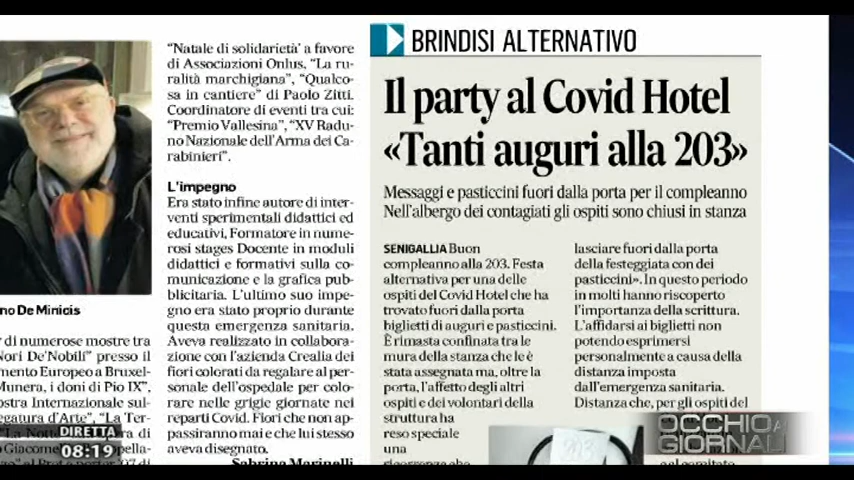 "Natale di solidarietà' a favore
di Associazioni Onlus, "La ru-
ralità marchigiana", "Qualco-
sa in cantiere" di Paolo Zitti.
Coordinatore di eventi tra cui:
"Premio Vallesina", "XV Radu-
no Nazionale dell'Arma dei Ca-
rabinieri".
L'impegno
Era stato infine autore di inter-
venti sperimentali didattici ed
educativi, Formatore in nume-
rosi stages Docente in moduli
didattici e formativi sulla co-
municazione e la grafica pub-
blicitaria. L'ultimo suo impe-
gno era stato proprio durante
questa emergenza sanitaria.
Aveva realizzato in collabora-
zione con l'azienda Crealia dei
fiori colorati da regalare al per-
sonale dell'ospedale per colo-
rare nelle grigie giornate nei
reparti Covid. Fiori che non ap-
passiranno mai e che lui stesso
aveva disegnato.
Sabrina Marinelli
no De Minicis
di numerose mostre tra
Nori De'Nobili" presso il
mento Europeo a Bruxel-
Munera, i doni di Pio IX",
ostra Internazionale sul-
egatura d'Arte", "La Ter-
BRINDISI ALTERNATIVO
Il party al Covid Hotel
«Tanti auguri alla 203»
Messaggi e pasticcini fuori dalla porta per il compleanno
Nell'albergo dei contagiati gli ospiti sono chiusi in stanza
SENIGALLIA Buon
compleanno alla 203. Festa
alternativa per una delle
ospiti del Covid Hotel che ha
trovato fuori dalla porta
biglietti di auguri e pasticcini.
È rimasta confinata tra le
mura della stanza che le è
stata assegnata ma, oltre la
porta, l'affetto degli altri
ospiti e dei volontari della
struttura ha
reso speciale
una
ricorrenza che
lasciare fuori dalla porta
della festeggiata con dei
pasticcini». In questo periodo
in molti hanno riscoperto
l'importanza della scrittura.
L'affidarsi ai biglietti non
potendo esprimersi
personalmente a causa della
distanza imposta
dall'emergenza sanitaria.
Distanza che, per gli ospiti del
203
al comitato
DIRETTA
08:19
OCCHIO AI
GIORNALI